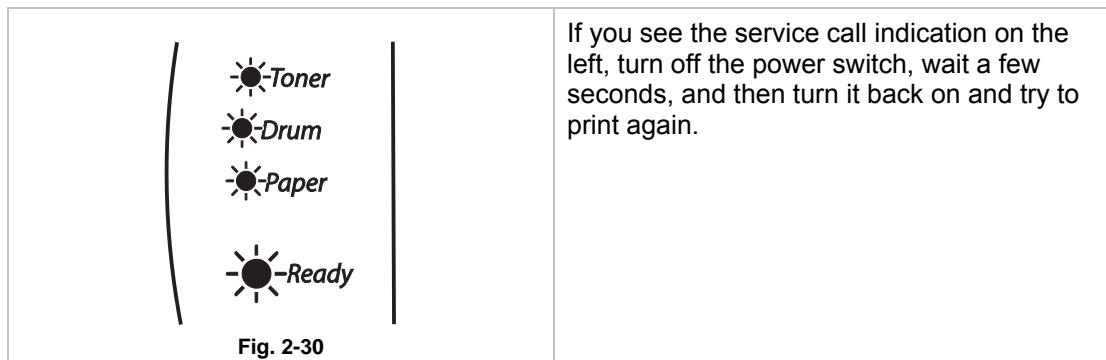 Toner
Drum
Paper
Ready
Fig. 2-30
If you see the service call indication on the
left, turn off the power switch, wait a few
seconds, and then turn it back on and try to
print again.